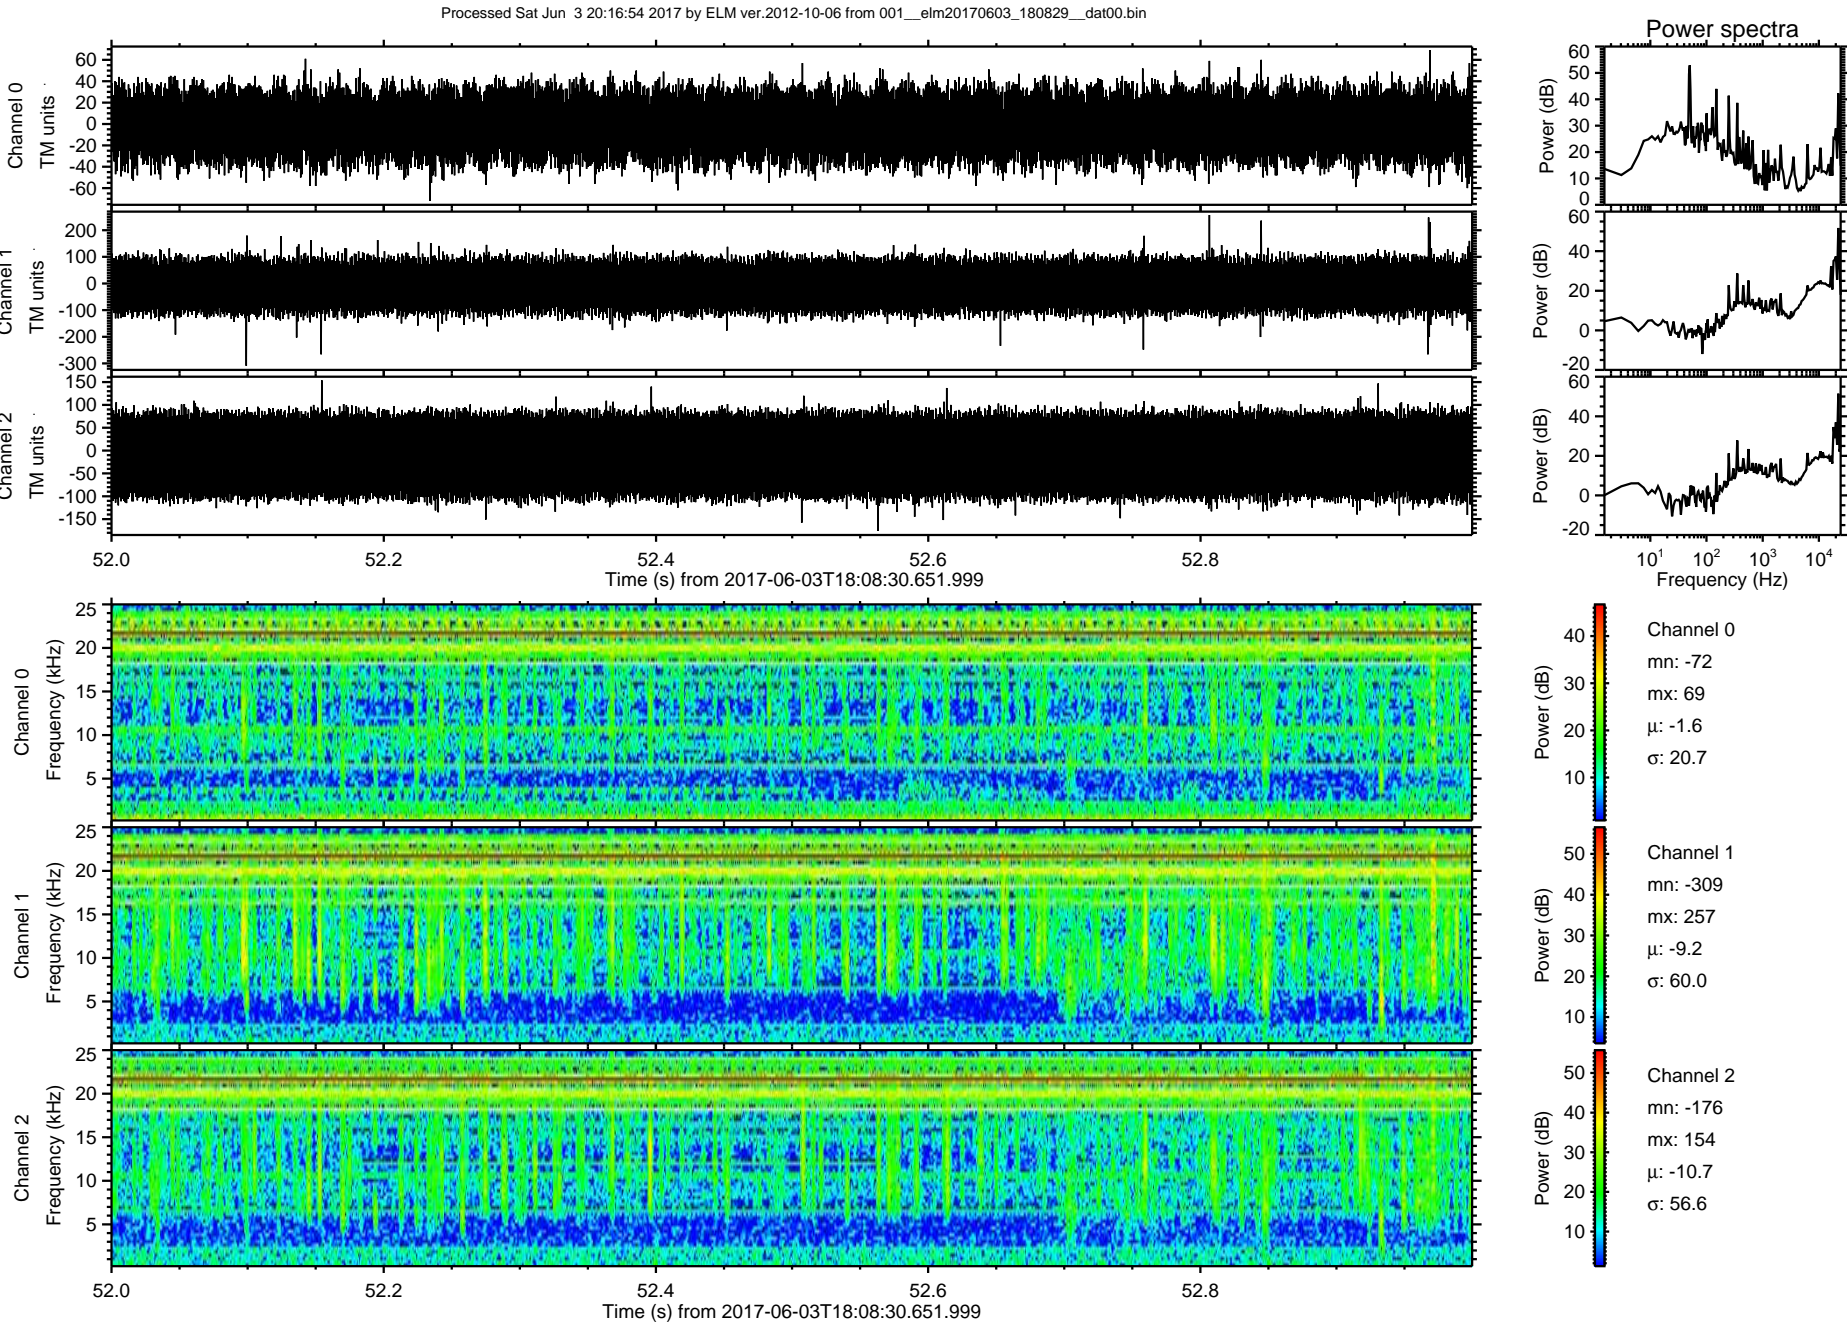 Processed Sat Jun 3 20:16:54 2017 by ELM ver.2012-10-06 from 001__elm20170603_180829__dat00.bin
Power spectra
Channel 0
TM units
60
40
20
0
-20
-40
-60
Power (dB)
60
50
40
30
20
10
0
Channel 1
TM units
200
100
0
-100
-200
-300
Power (dB)
60
40
20
0
-20
Channel 2
TM units
150
100
50
0
-50
-100
-150
Power (dB)
60
40
20
0
-20
52.0 52.2 52.4 52.6 52.8
Time (s) from 2017-06-03T18:08:30.651.999
10¹ 10² 10³ 10⁴
Frequency (Hz)
Channel 0
Frequency (kHz)
25
20
15
10
5
Power (dB)
40
30
20
10
Channel 0
mn: -72
mx: 69
μ: -1.6
σ: 20.7
Channel 1
Frequency (kHz)
25
20
15
10
5
Power (dB)
50
40
30
20
10
Channel 1
mn: -309
mx: 257
μ: -9.2
σ: 60.0
Channel 2
Frequency (kHz)
25
20
15
10
5
Power (dB)
50
40
30
20
10
Channel 2
mn: -176
mx: 154
μ: -10.7
σ: 56.6
52.0 52.2 52.4 52.6 52.8
Time (s) from 2017-06-03T18:08:30.651.999